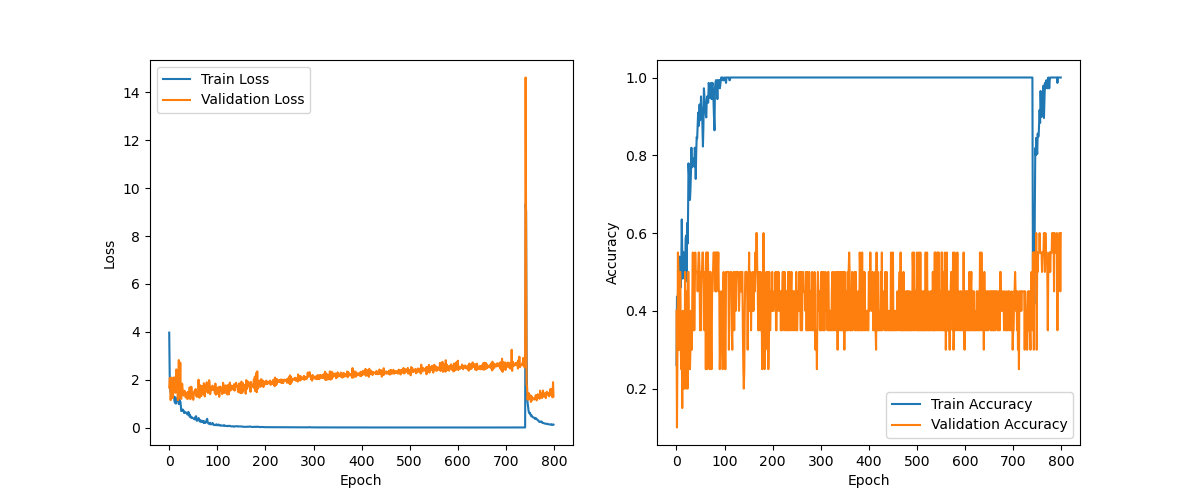 Train Loss
Validation Loss
14
12
10
8
6
4
2
0
Loss
0 100 200 300 400 500 600 700 800
Epoch
1.0
0.8
0.6
0.4
0.2
Accuracy
Train Accuracy
Validation Accuracy
0 100 200 300 400 500 600 700 800
Epoch